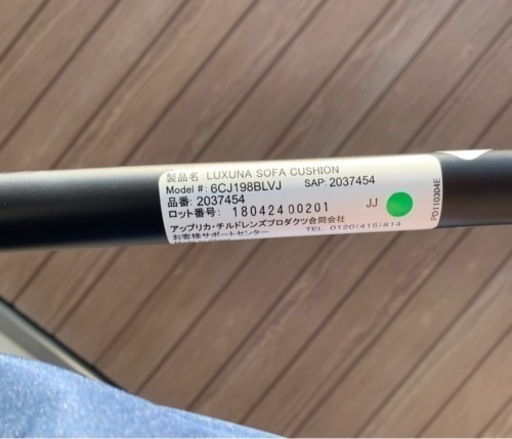 製品名: LUXUNA SOFA CUSHION
Model #: 6CJ198BLVJ SAP: 2037454
品番: 2037454
ロット番号: 18042400201 JJ
アップリカ・チルドレンズプロダクツ合同会社
お客様サポートセンター TEL 0120(415)814
PD110304E